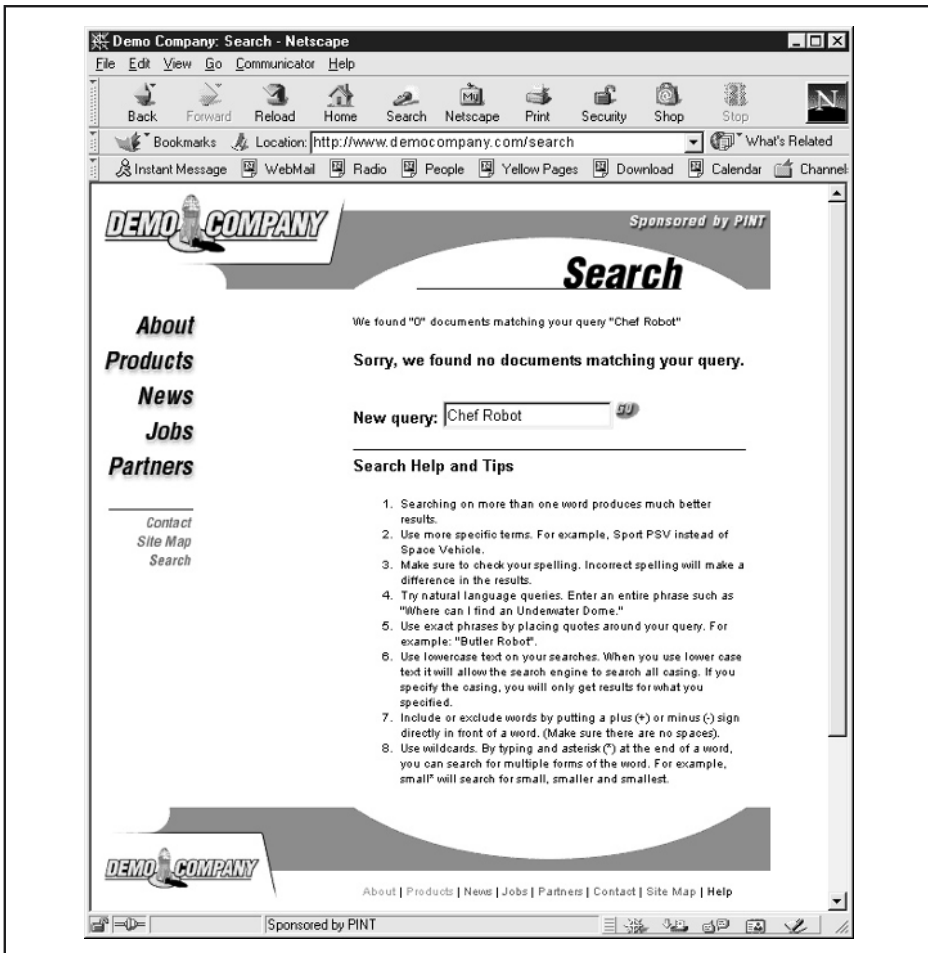 Demo Company: Search - Netscape
File Edit View Go Communicator Help
My
N
Back Forward Reload Home Search Netscape Print Security Shop Stop
Bookmarks Location: http://www.democompany.com/search What's Related
Instant Message WebMail Radio People Yellow Pages Download Calendar Channel
DEMO COMPANY
Sponsored by PINT
Search
About
Products
News
Jobs
Partners
Contact
Site Map
Search
We found "0" documents matching your query "Chef Robot"
Sorry, we found no documents matching your query.
New query: Chef Robot GO
Search Help and Tips
1. Searching on more than one word produces much better
results.
2. Use more specific terms. For example, Sport PSV instead of
Space Vehicle.
3. Make sure to check your spelling. Incorrect spelling will make a
difference in the results.
4. Try natural language queries. Enter an entire phrase such as
"Where can I find an Underwater Dome."
5. Use exact phrases by placing quotes around your query. For
example: "Butler Robot".
6. Use lowercase text on your searches. When you use lower case
text it will allow the search engine to search all casing. If you
specify the casing, you will only get results for what you
specified.
7. Include or exclude words by putting a plus (+) or minus (-) sign
directly in front of a word. (Make sure there are no spaces).
8. Use wildcards. By typing and asterisk (*) at the end of a word,
you can search for multiple forms of the word. For example,
small* will search for small, smaller and smallest.
DEMO COMPANY
About | Products | News | Jobs | Partners | Contact | Site Map | Help
Sponsored by PINT